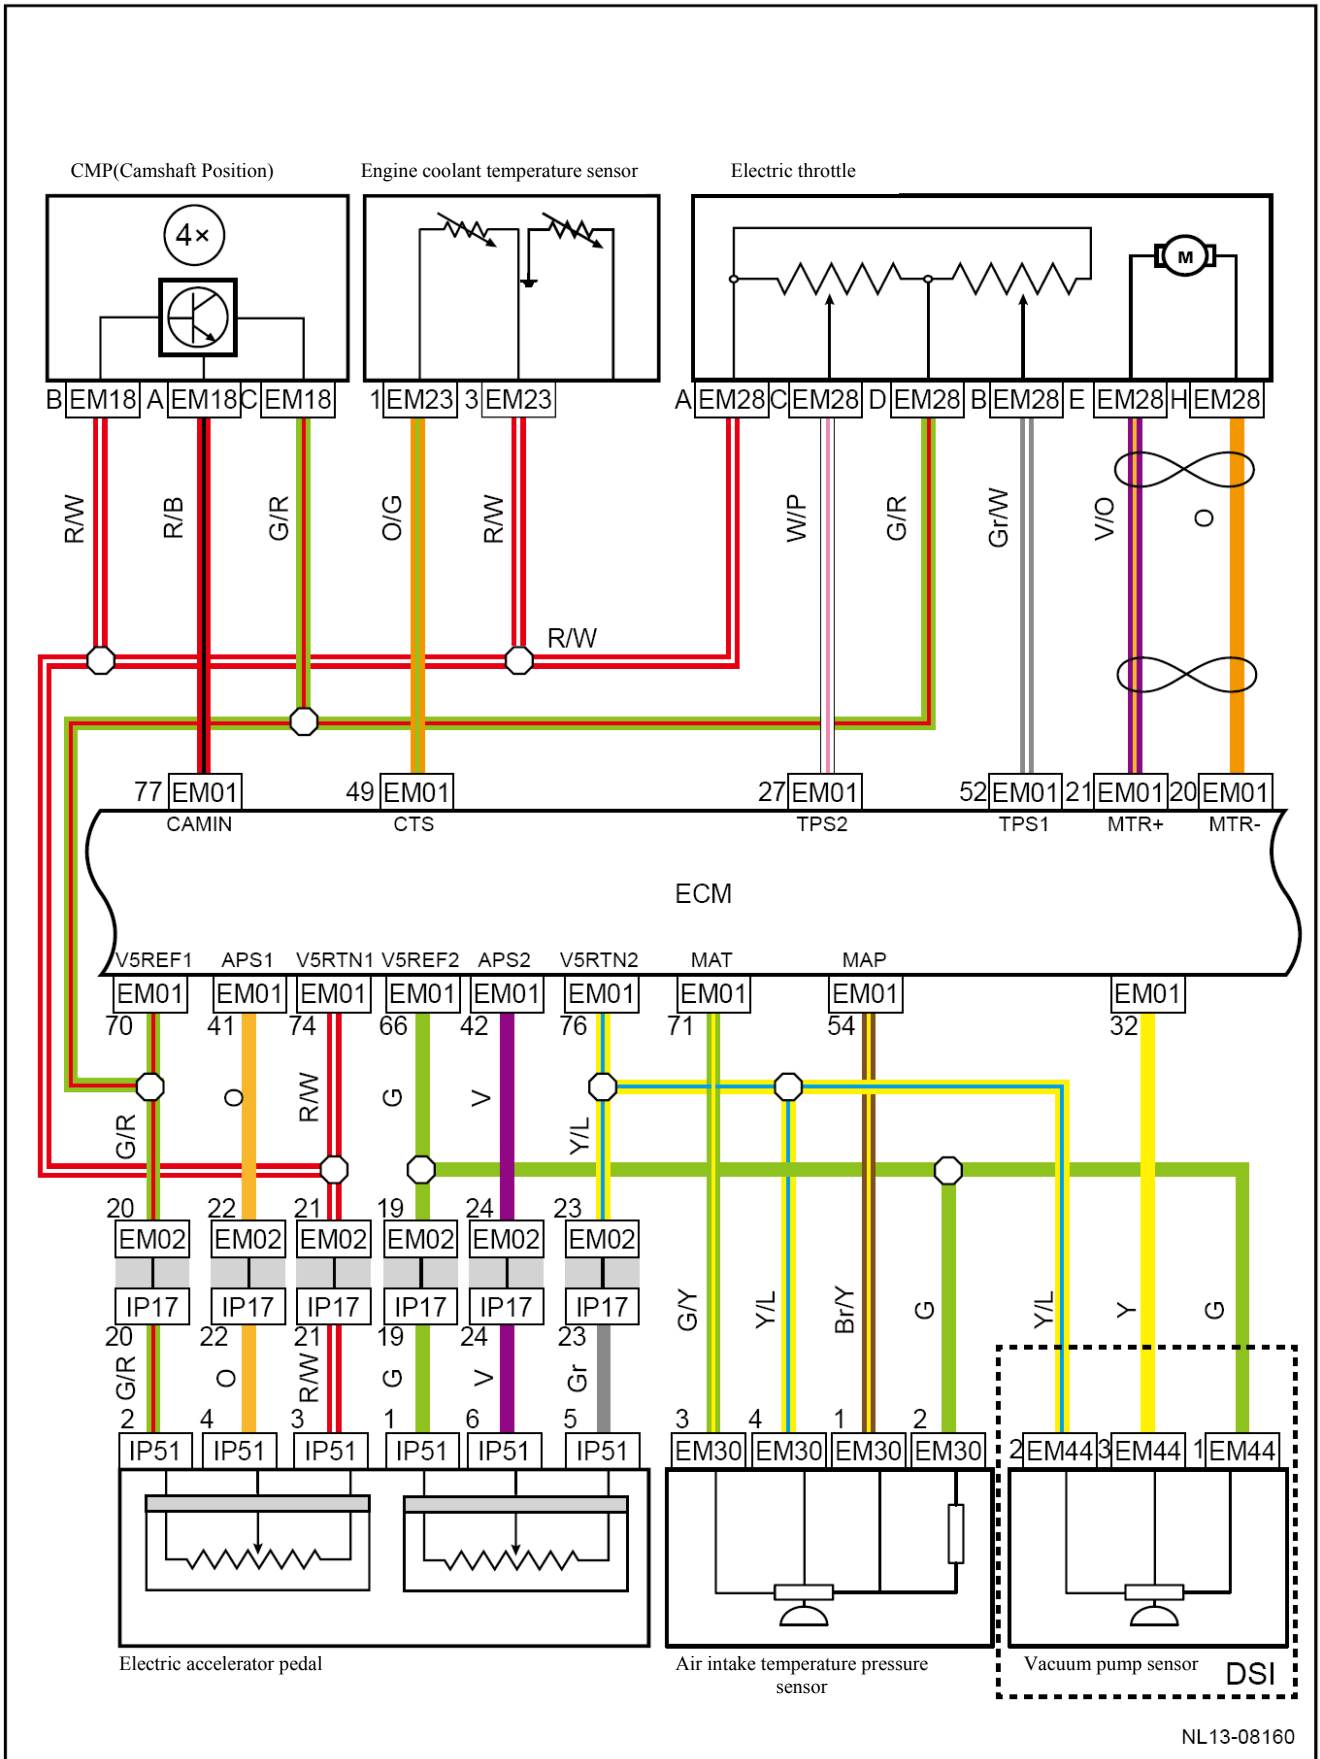 CMP(Camshaft Position) Engine coolant temperature sensor Electric throttle
4×
M
B EM18 A EM18 C EM18 1 EM23 3 EM23 A EM28 C EM28 D EM28 B EM28 E EM28 H EM28
R/W R/B G/R O/G R/W W/P G/R Gr/W V/O O
R/W
77 EM01 49 EM01 27 EM01 52 EM01 21 EM01 20 EM01
CAMIN CTS TPS2 TPS1 MTR+ MTR-
ECM
V5REF1 APS1 V5RTN1 V5REF2 APS2 V5RTN2 MAT MAP
EM01 EM01 EM01 EM01 EM01 EM01 EM01 EM01 EM01
70 41 74 66 42 76 71 54 32
G/R O R/W G V Y/L
20 22 21 19 24 23
EM02 EM02 EM02 EM02 EM02 EM02
IP17 IP17 IP17 IP17 IP17 IP17
G/Y Y/L Br/Y G Y/L Y G
20 22 21 19 24 23
G/R O R/W G V Gr
2 4 3 1 6 5 3 4 1 2
IP51 IP51 IP51 IP51 IP51 IP51 EM30 EM30 EM30 EM30 2 EM44 3 EM44 1 EM44
Electric accelerator pedal Air intake temperature pressure Vacuum pump sensor
sensor
DSI
NL13-08160